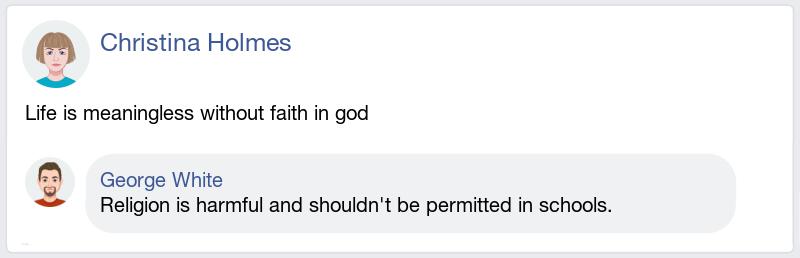 Christina Holmes
Life is meaningless without faith in god
George White
Religion is harmful and shouldn't be permitted in schools.